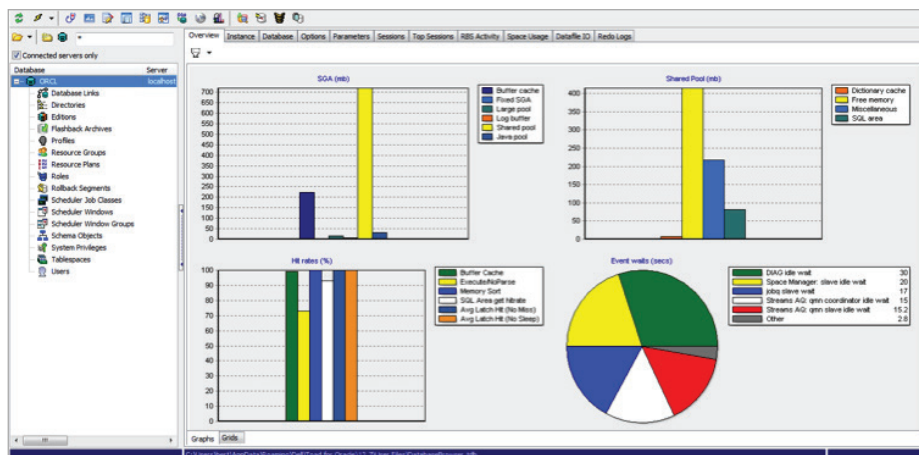 Overview Instance Database Options Parameters Sessions Top Sessions RBS Activity Space Usage Datafile IO Redo Logs
Connected servers only
Database Server
ORCL localhost
Database Links
Directories
Editions
Flashback Archives
Profiles
Resource Groups
Resource Plans
Roles
Rollback Segments
Scheduler Job Classes
Scheduler Windows
Scheduler Window Groups
Schema Objects
System Privileges
Tablespaces
Users
SGA (mb)
700
650
600
550
500
450
400
350
300
250
200
150
100
50
0
Buffer cache
Fixed SGA
Large pool
Log buffer
Shared pool
Java pool
Shared Pool (mb)
400
350
300
250
200
150
100
50
0
Dictionary cache
Free memory
Miscellaneous
SQL area
Hit rates (%)
100
90
80
70
60
50
40
30
20
10
0
Buffer Cache
Execute/NoParse
Memory Sort
SQL Area get hitrate
Avg Latch Hit (No Miss)
Avg Latch Hit (No Sleep)
Event waits (secs)
DIAG idle wait 30
Space Manager: slave idle wait 20
jobq slave wait 17
Streams AQ: qmn coordinator idle wait 15
Streams AQ: qmn slave idle wait 15.2
Other 2.8
Graphs Grids